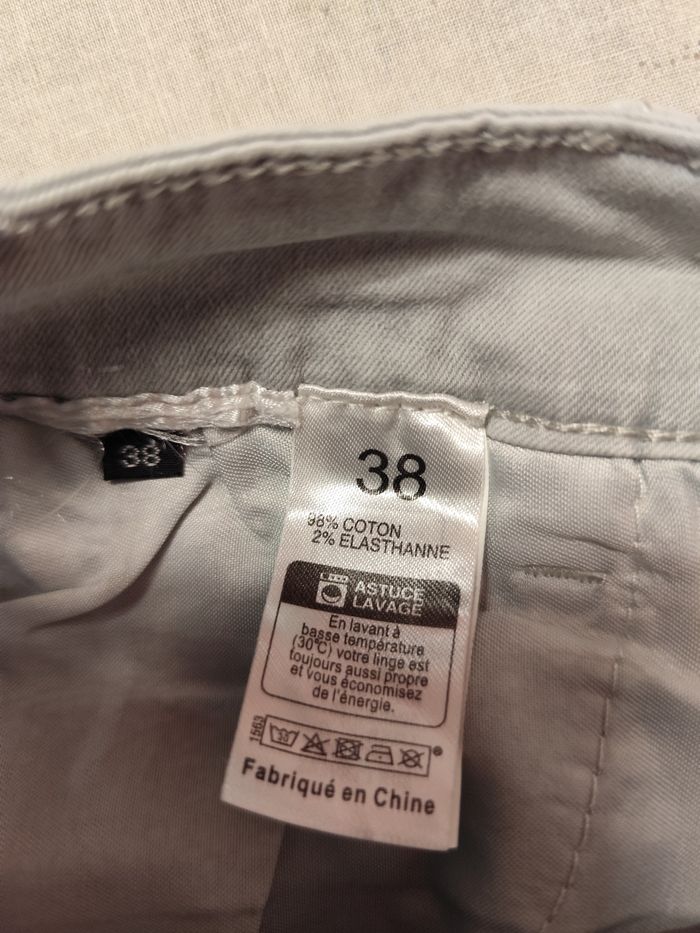 38
38
98% COTON
2% ELASTHANNE
ASTUCE
LAVAGE
En lavant à
basse température
(30°C) votre linge est
toujours aussi propre
et vous économisez
de l'énergie.
1563
Fabriqué en Chine